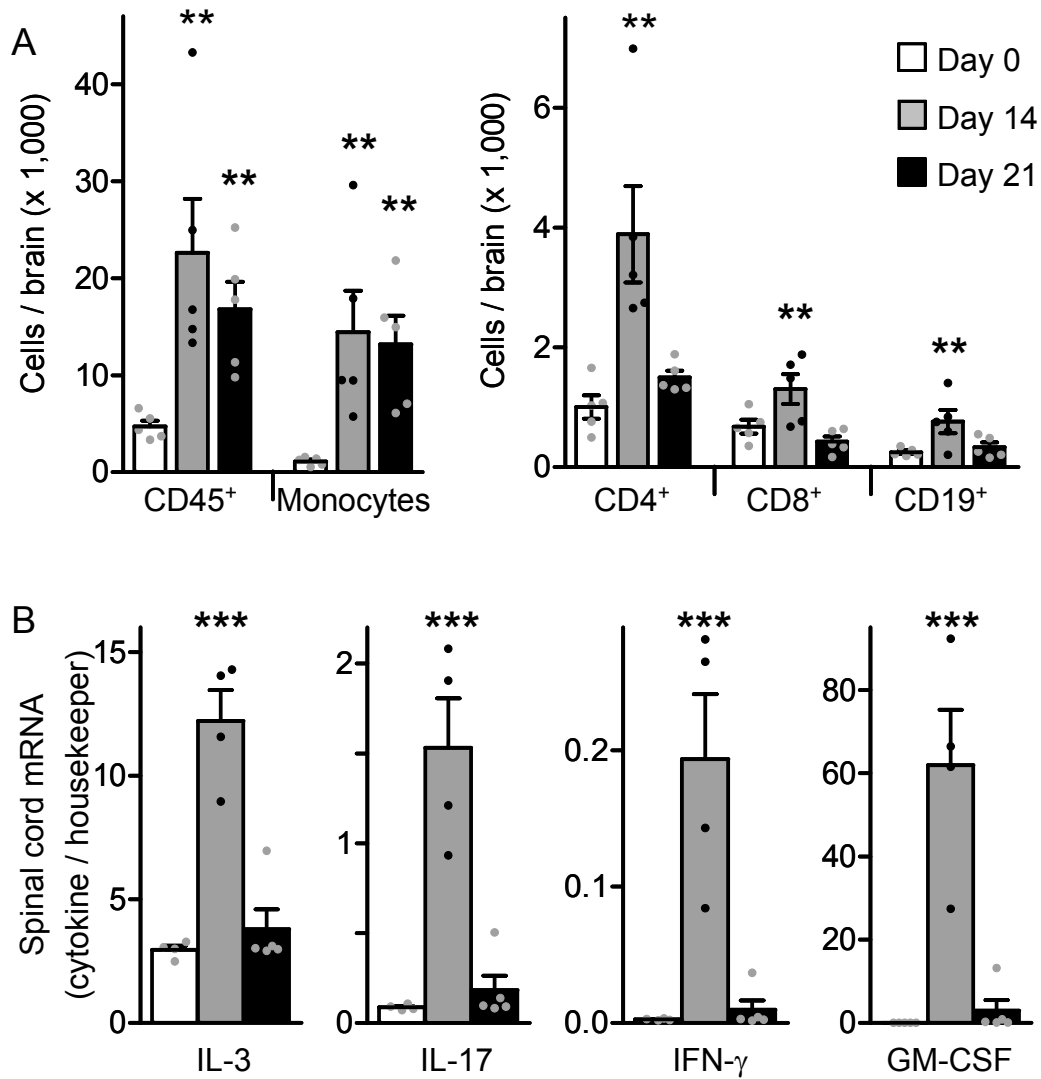 A
Cells / brain (x 1,000)
40
30
20
10
0
** ** ** **
CD45+ Monocytes
Cells / brain (x 1,000)
6
4
2
0
** ** **
CD4+ CD8+ CD19+
Day 0
Day 14
Day 21
B
Spinal cord mRNA
(cytokine / housekeeper)
15
10
5
0
***
IL-3
2
1
0
***
IL-17
0.2
0.1
0.0
***
IFN-γ
80
60
40
20
0
***
GM-CSF